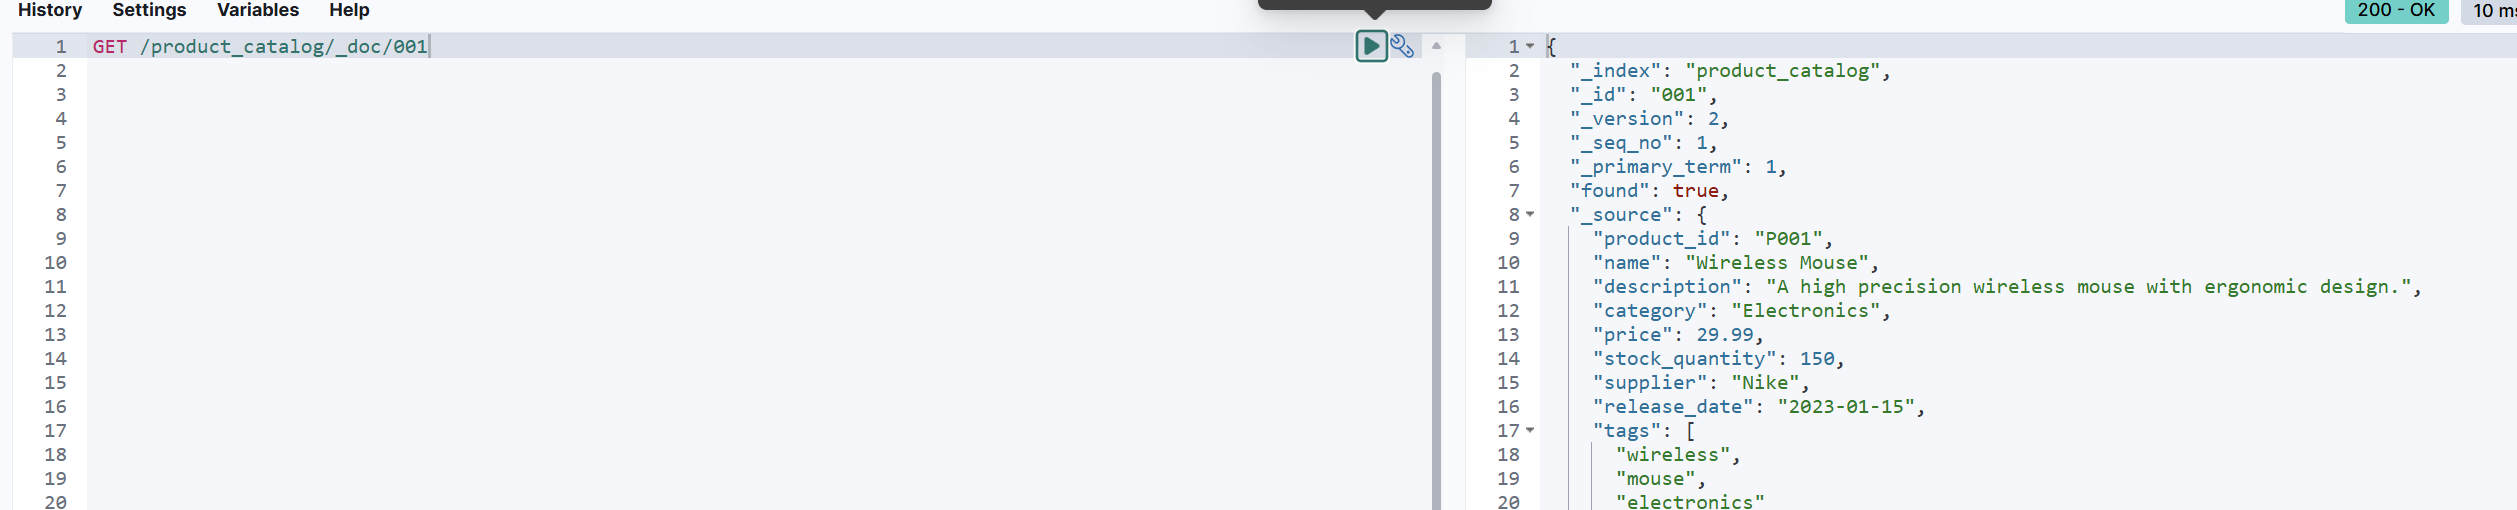 History Settings Variables Help
200 - OK
10 ms
1 GET /product_catalog/_doc/001
2
3
4
5
6
7
8
9
10
11
12
13
14
15
16
17
18
19
20
1 {
2 "_index": "product_catalog",
3 "_id": "001",
4 "_version": 2,
5 "_seq_no": 1,
6 "_primary_term": 1,
7 "found": true,
8 "_source": {
9 "product_id": "P001",
10 "name": "Wireless Mouse",
11 "description": "A high precision wireless mouse with ergonomic design.",
12 "category": "Electronics",
13 "price": 29.99,
14 "stock_quantity": 150,
15 "supplier": "Nike",
16 "release_date": "2023-01-15",
17 "tags": [
18 "wireless",
19 "mouse",
20 "electronics"